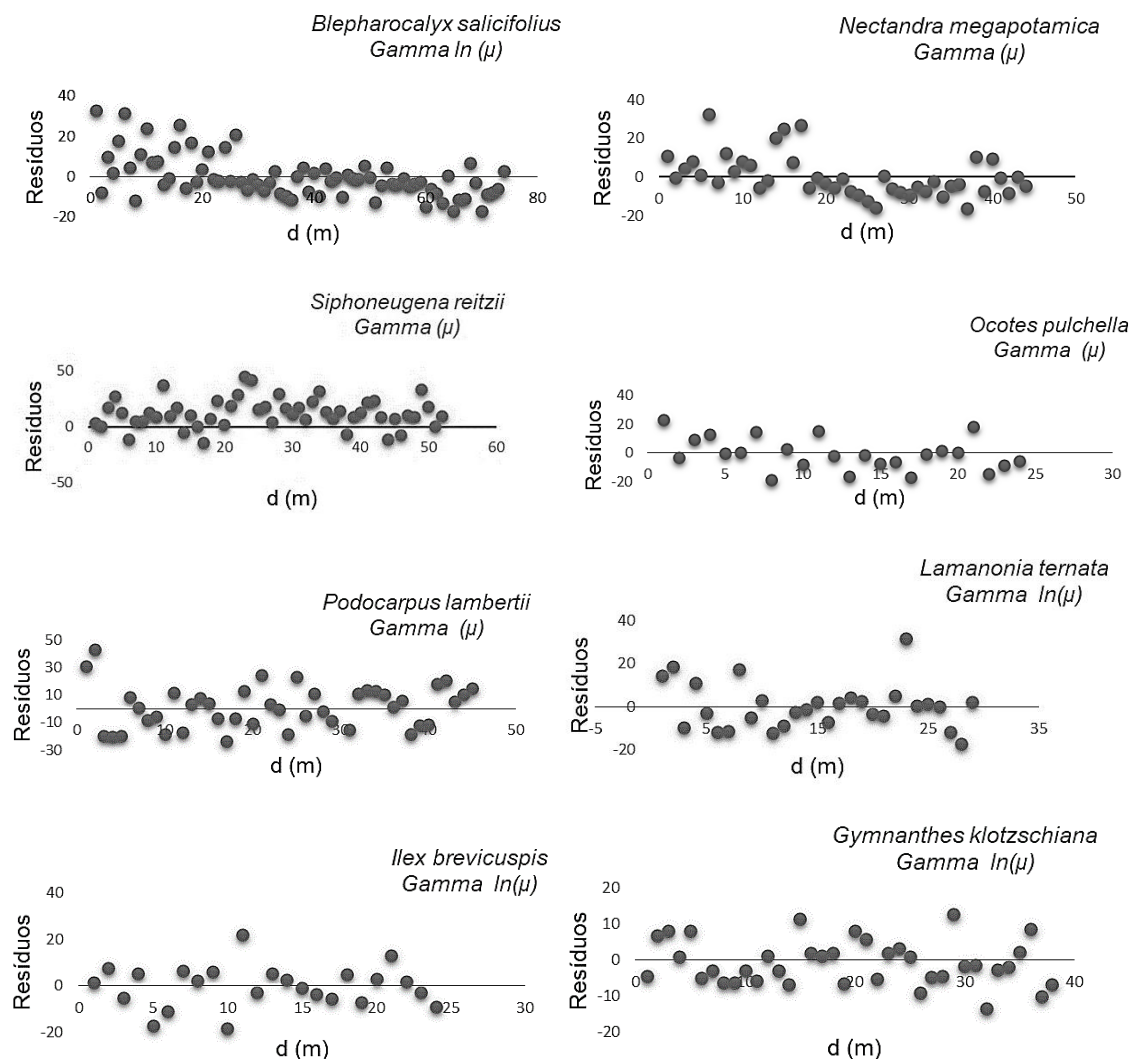 Blepharocalyx salicifolius
Gamma ln (μ)
Resíduos
40
20
0
-20
0
20
40
60
80
d (m)
Nectandra megapotamica
Gamma (μ)
Resíduos
40
20
0
-20
0
10
20
30
40
50
d (m)
Siphoneugena reitzii
Gamma (μ)
Resíduos
50
0
-50
0
10
20
30
40
50
60
d (m)
Ocotes pulchella
Gamma (μ)
Resíduos
40
20
0
-20
0
5
10
15
20
25
30
d (m)
Podocarpus lambertii
Gamma (μ)
Resíduos
50
30
10
-10
-30
0
10
20
30
40
50
d (m)
Lamanonia ternata
Gamma ln(μ)
Resíduos
40
20
0
-20
-5
5
15
25
35
d (m)
Ilex brevicuspis
Gamma ln(μ)
Resíduos
40
20
0
-20
0
5
10
15
20
25
30
d (m)
Gymnanthes klotzschiana
Gamma ln(μ)
Resíduos
20
10
0
-10
-20
0
10
20
30
40
d (m)